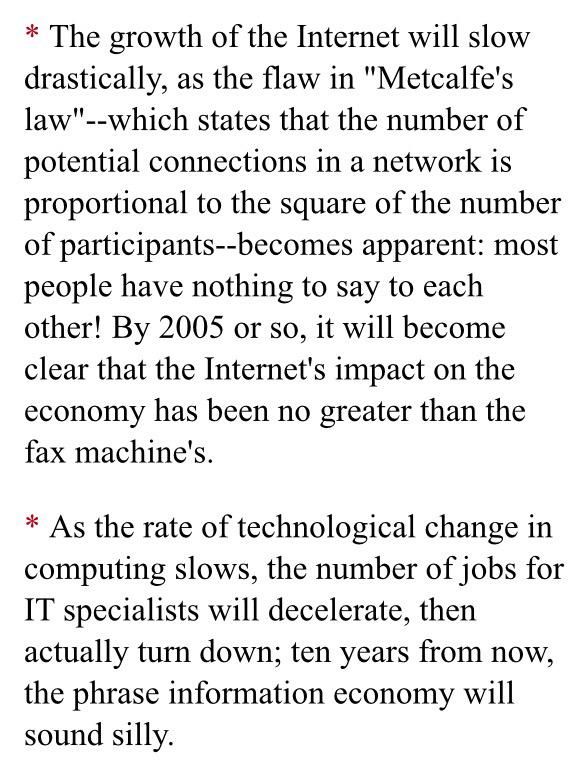 * The growth of the Internet will slow
drastically, as the flaw in "Metcalfe's
law"--which states that the number of
potential connections in a network is
proportional to the square of the number
of participants--becomes apparent: most
people have nothing to say to each
other! By 2005 or so, it will become
clear that the Internet's impact on the
economy has been no greater than the
fax machine's.
* As the rate of technological change in
computing slows, the number of jobs for
IT specialists will decelerate, then
actually turn down; ten years from now,
the phrase information economy will
sound silly.